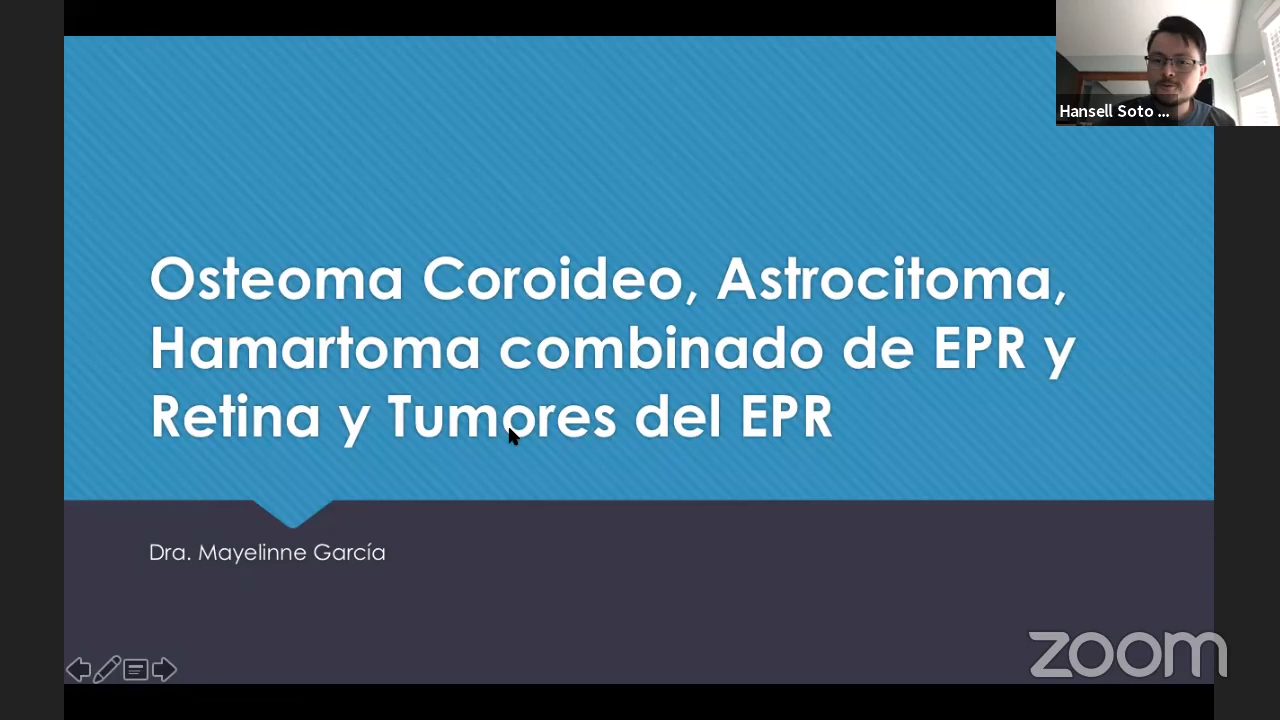 Hansell Soto ...
Osteoma Coroideo, Astrocitoma,
Hamartoma combinado de EPR y
Retina y Tumores del EPR
Dra. Mayelinne García
zoom